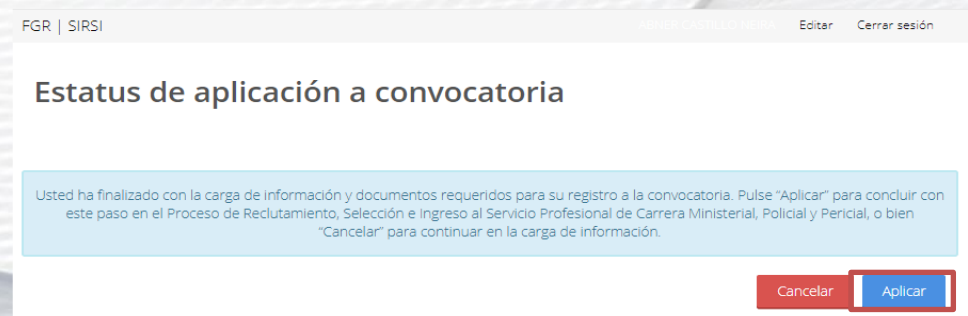 FGR | SIRSI
ABNER CASTILLO NEIRA Editar Cerrar sesión
Estatus de aplicación a convocatoria
Usted ha finalizado con la carga de información y documentos requeridos para su registro a la convocatoria. Pulse “Aplicar” para concluir con
este paso en el Proceso de Reclutamiento, Selección e Ingreso al Servicio Profesional de Carrera Ministerial, Policial y Pericial, o bien
“Cancelar” para continuar en la carga de información.
Cancelar Aplicar